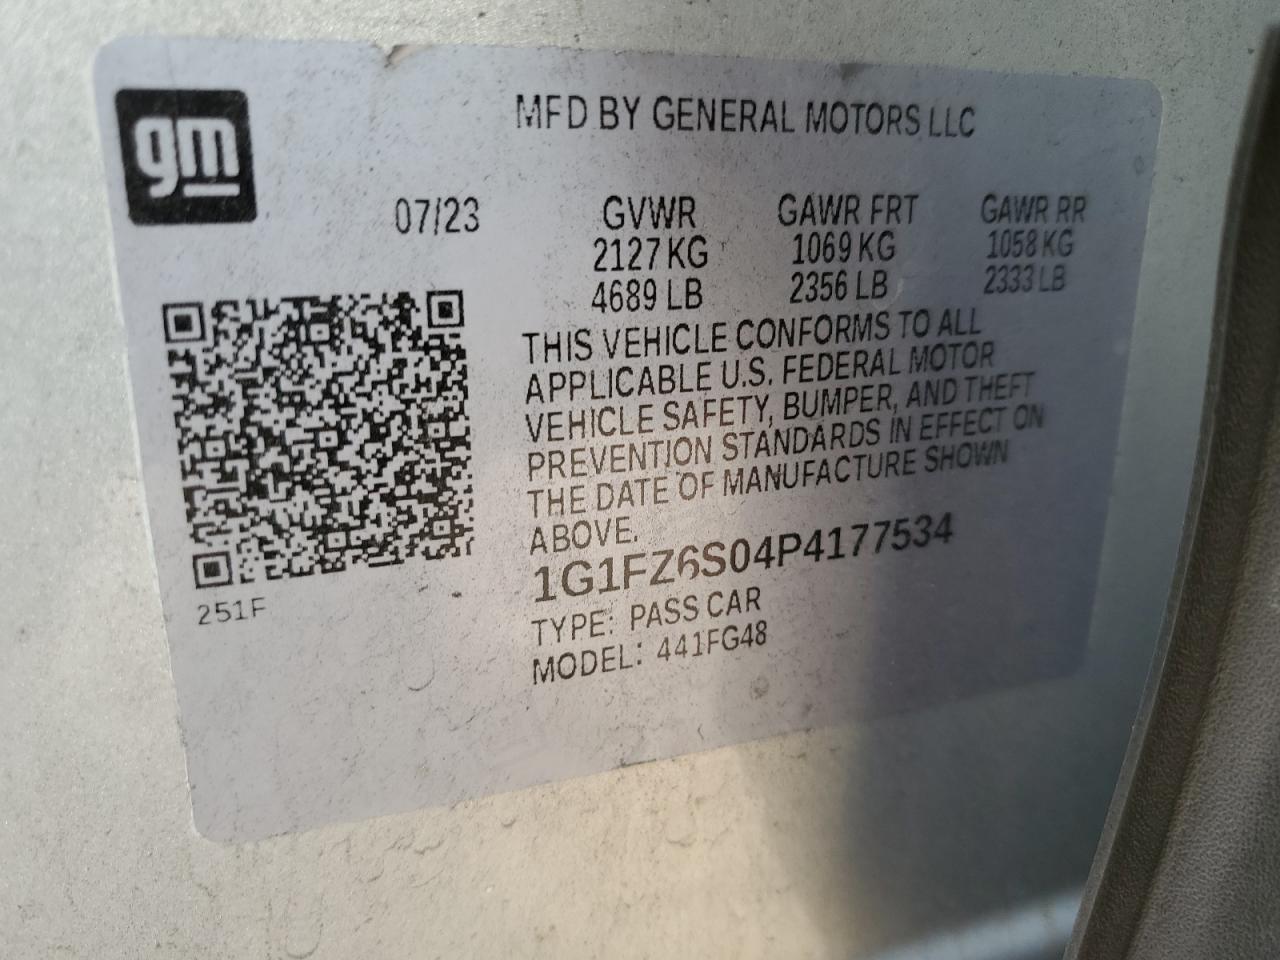 gm
MFD BY GENERAL MOTORS LLC
07/23 GVWR GAWR FRT GAWR RR
2127 KG 1069 KG 1058 KG
4689 LB 2356 LB 2333 LB
THIS VEHICLE CONFORMS TO ALL
APPLICABLE U.S. FEDERAL MOTOR
VEHICLE SAFETY, BUMPER, AND THEFT
PREVENTION STANDARDS IN EFFECT ON
THE DATE OF MANUFACTURE SHOWN
ABOVE.
1G1FZ6S04P4177534
TYPE: PASS CAR
MODEL: 441FG48
251F